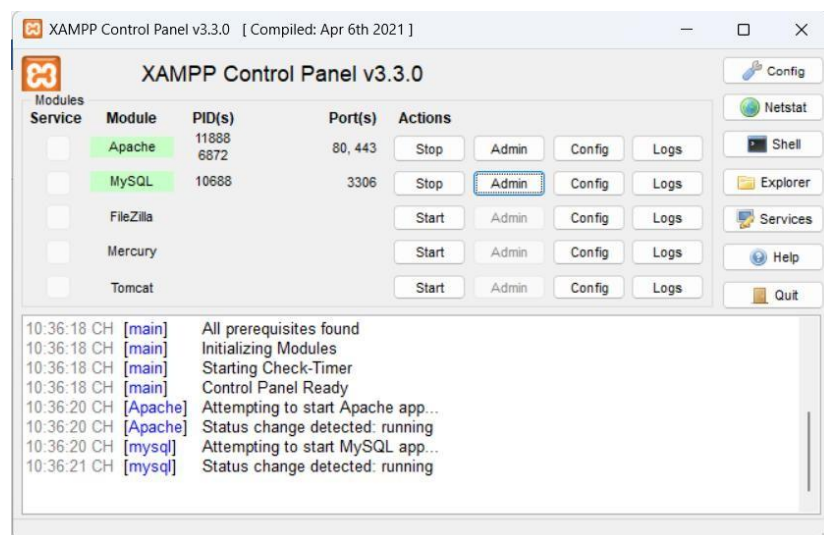 XAMPP Control Panel v3.3.0 [ Compiled: Apr 6th 2021 ]
XAMPP Control Panel v3.3.0
Config
Modules
Service Module PID(s) Port(s) Actions
Netstat
Apache 11888 6872 80, 443 Stop Admin Config Logs
Shell
MySQL 10688 3306 Stop Admin Config Logs
Explorer
FileZilla Start Admin Config Logs
Services
Mercury Start Admin Config Logs
Help
Tomcat Start Admin Config Logs
Quit
10:36:18 CH [main] All prerequisites found
10:36:18 CH [main] Initializing Modules
10:36:18 CH [main] Starting Check-Timer
10:36:18 CH [main] Control Panel Ready
10:36:20 CH [Apache] Attempting to start Apache app...
10:36:20 CH [Apache] Status change detected: running
10:36:20 CH [mysql] Attempting to start MySQL app...
10:36:21 CH [mysql] Status change detected: running